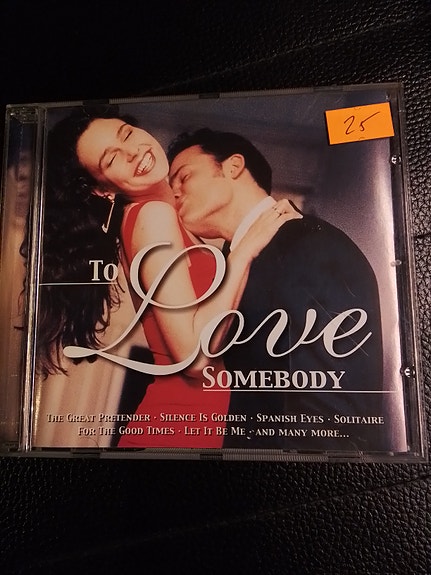 25
To
Love
Somebody
The Great Pretender · Silence Is Golden · Spanish Eyes · Solitaire
For The Good Times · Let It Be Me · and many more...